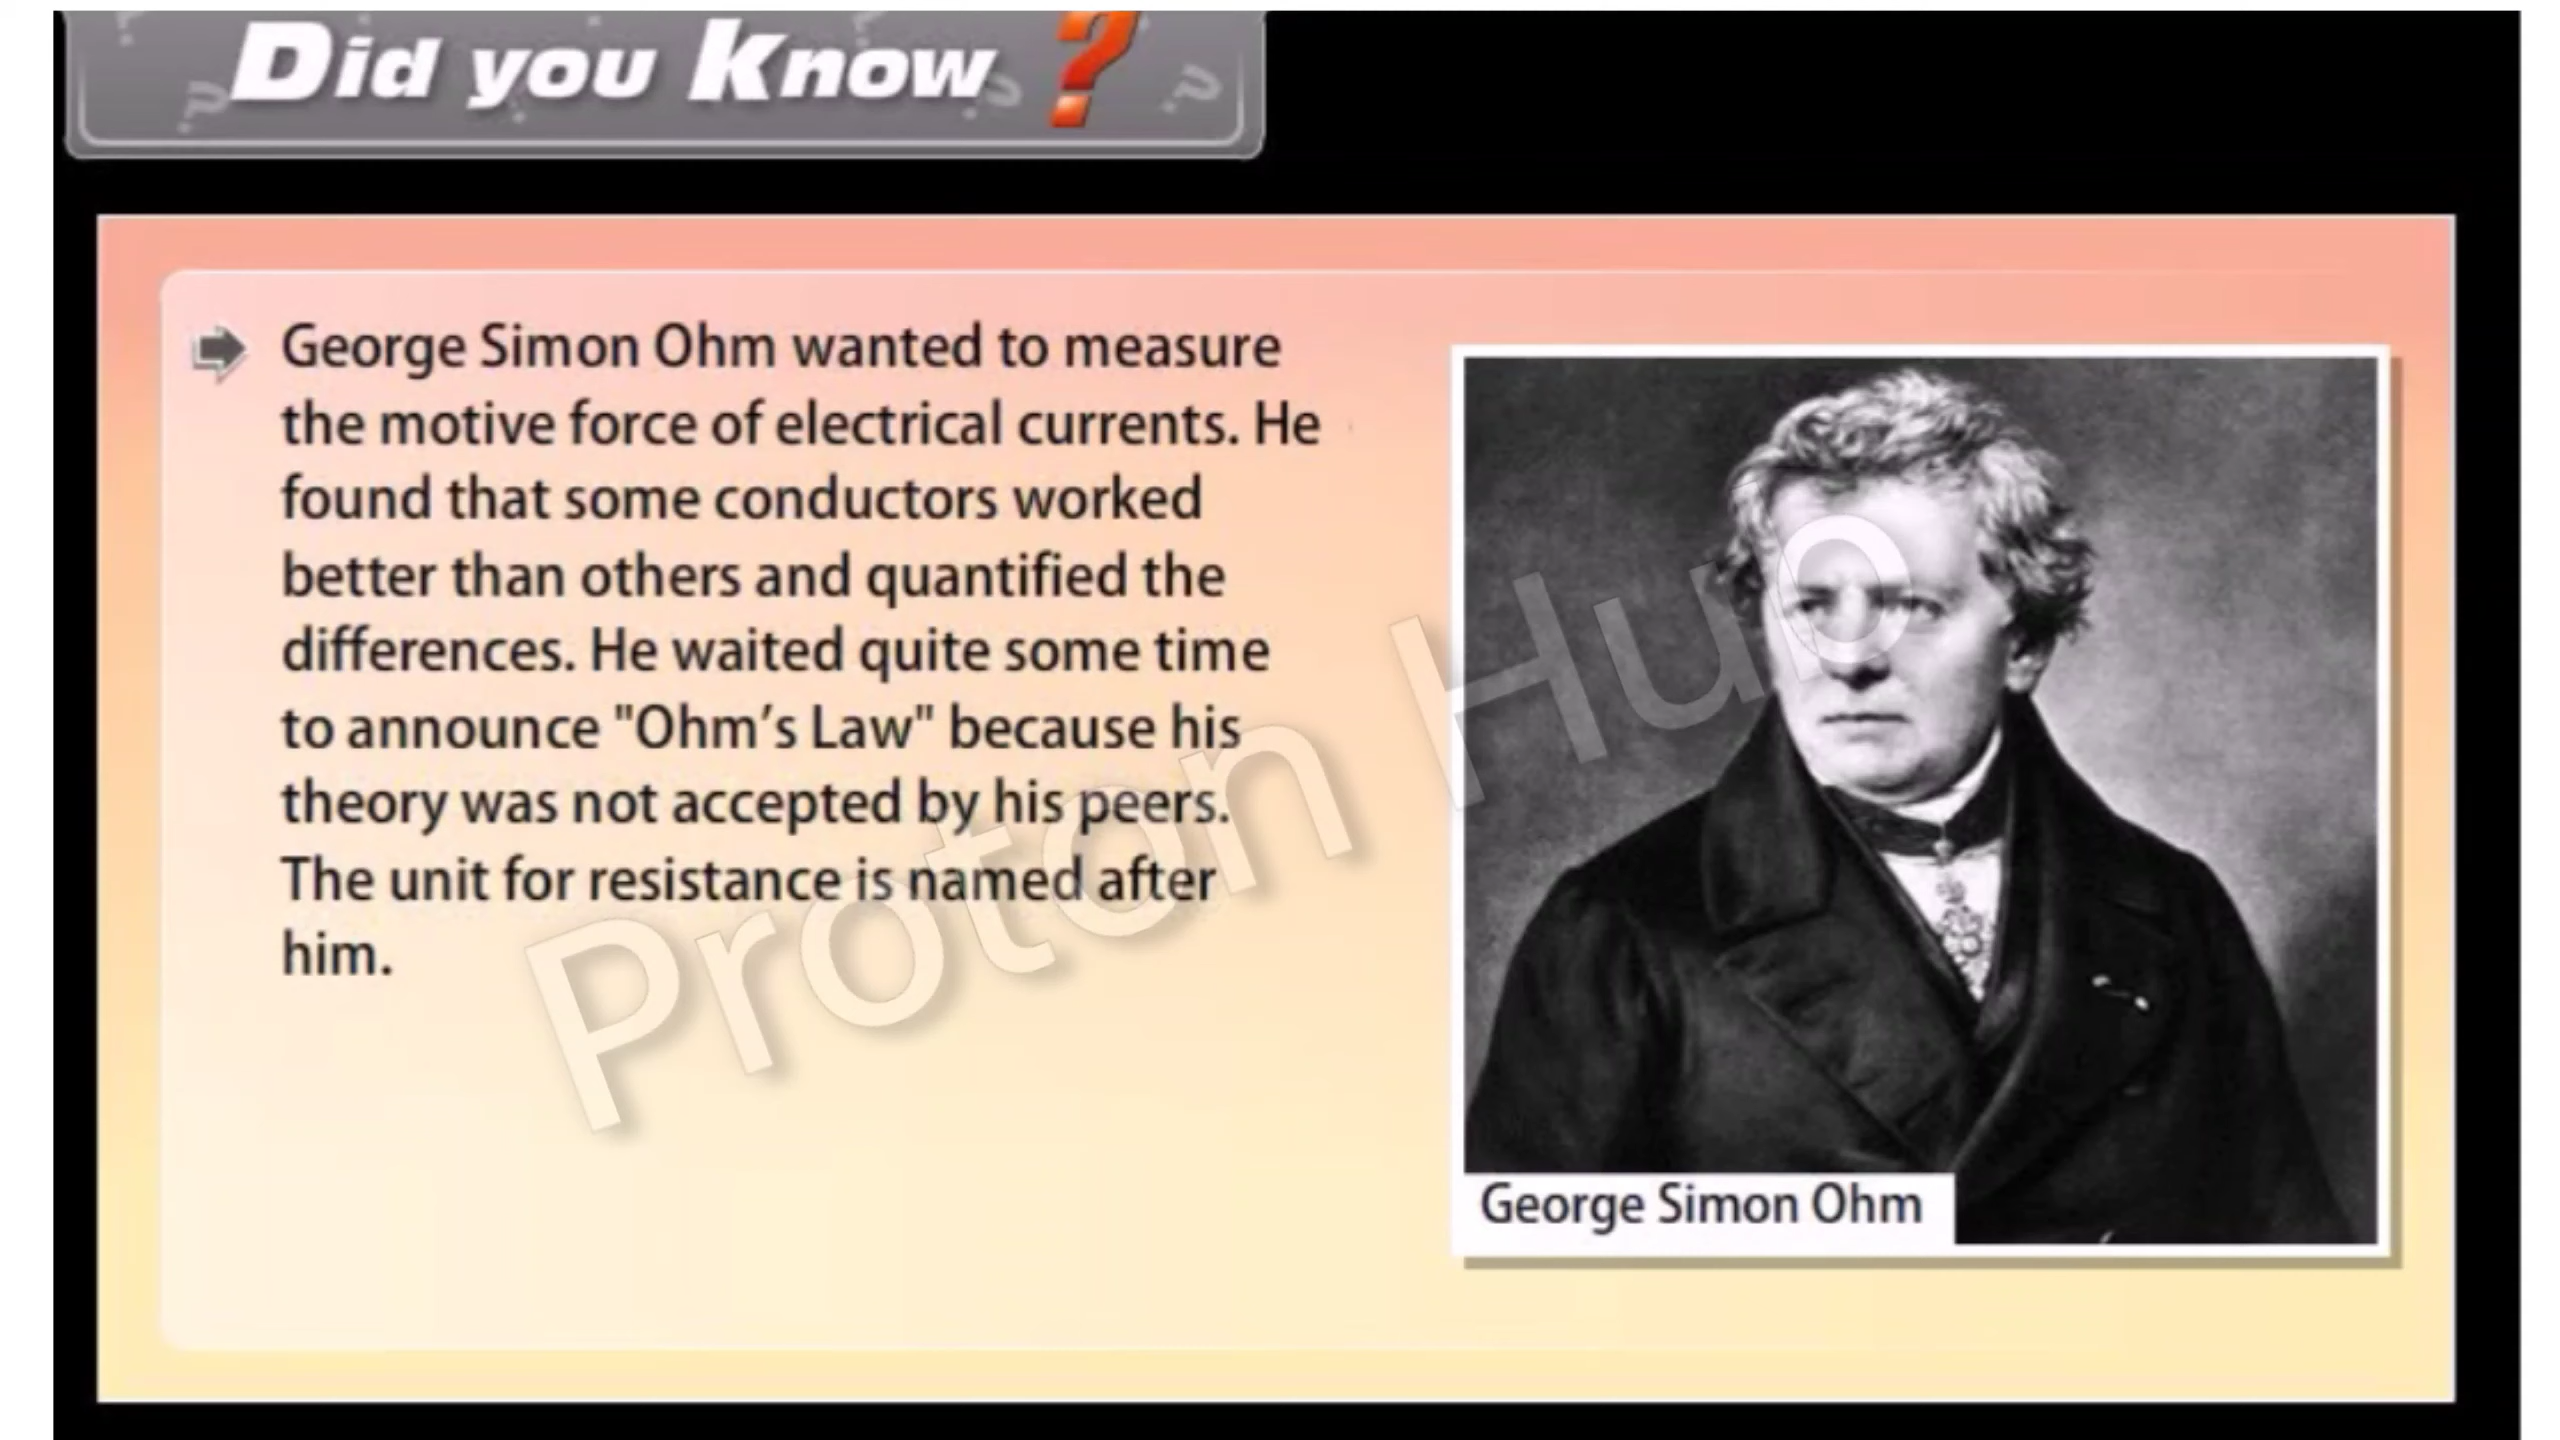 Did you Know ?
George Simon Ohm wanted to measure
the motive force of electrical currents. He
found that some conductors worked
better than others and quantified the
differences. He waited quite some time
to announce "Ohm’s Law" because his
theory was not accepted by his peers.
The unit for resistance is named after
him.
George Simon Ohm
Proton Hub